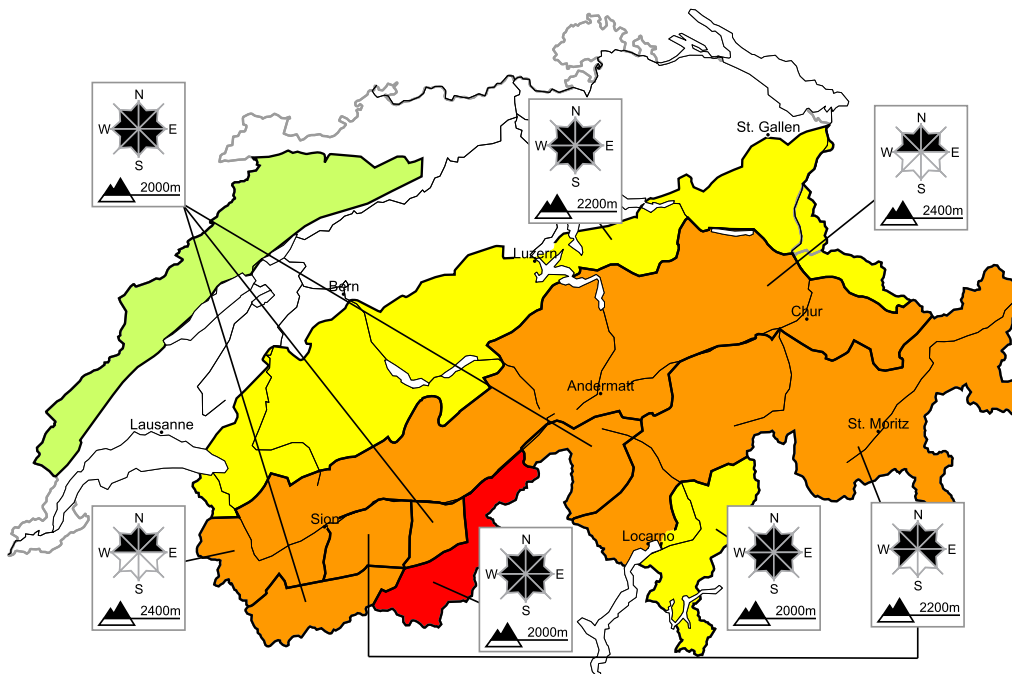 N
W E
S
2000m
N
W E
S
2200m
St. Gallen
N
W E
S
2400m
Luzern
Bern
Chur
Andermatt
Lausanne
St. Moritz
Sion
Locarno
N
W E
S
2400m
N
W E
S
2000m
N
W E
S
2000m
N
W E
S
2200m